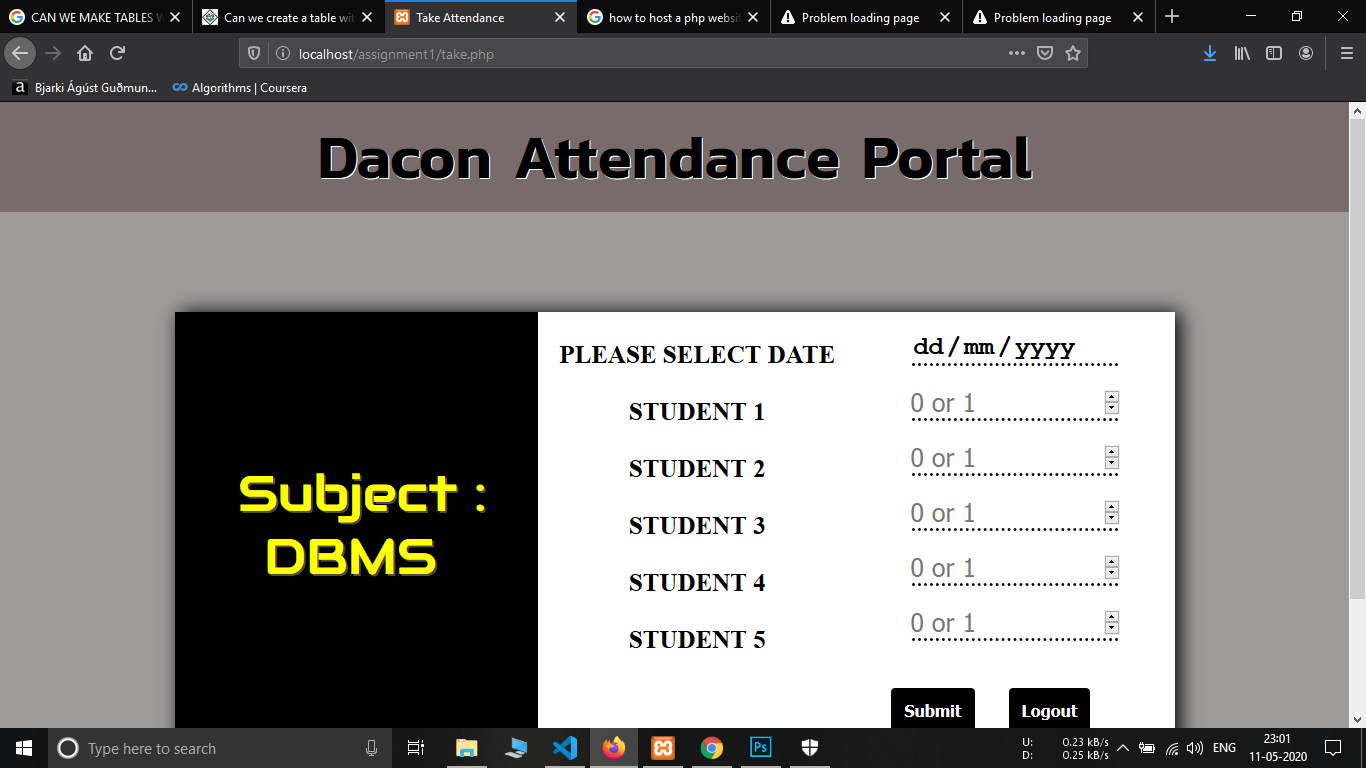 CAN WE MAKE TABLES W
Can we create a table wit
Take Attendance
how to host a php websit
Problem loading page
Problem loading page
localhost/assignment1/take.php
a Bjarki Ágúst Guðmun...
Algorithms | Coursera
Dacon Attendance Portal
Subject :
DBMS
PLEASE SELECT DATE dd/mm/yyyy
STUDENT 1 0 or 1
STUDENT 2 0 or 1
STUDENT 3 0 or 1
STUDENT 4 0 or 1
STUDENT 5 0 or 1
Submit Logout
Type here to search
Ps
U: 0.23 kB/s
D: 0.25 kB/s
ENG
23:01
11-05-2020